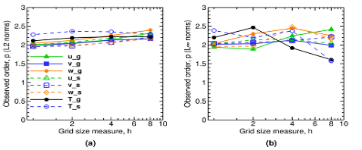 Observed order, p (L2 norms)
3
2.5
2
1.5
1
0.5
0
u_g
v_g
w_g
u_s
v_s
w_s
T_g
T_s
2 4 6 8 10
Grid size measure, h
(a)
Observed order, p (L∞ norms)
3
2.5
2
1.5
1
0.5
0
2 4 6 8 10
Grid size measure, h
(b)